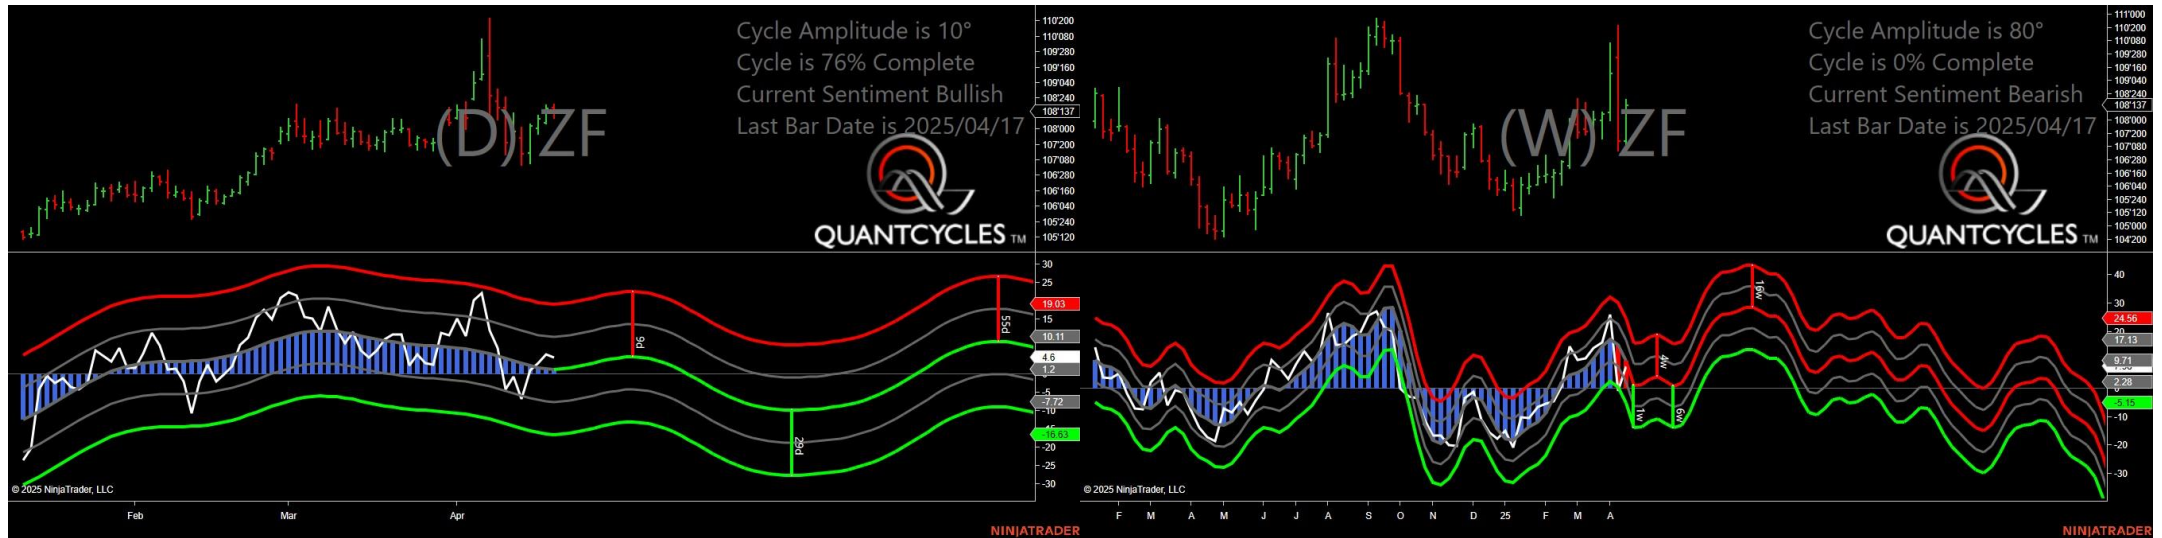 Cycle Amplitude is 10°
Cycle is 76% Complete
Current Sentiment Bullish
Last Bar Date is 2025/04/17
(D) ZF
QUANTCYCLES TM
110'200
110'080
109'280
109'160
109'040
108'240
108'137
108'000
107'200
107'080
106'280
106'160
106'040
105'240
105'120
30
25
19.03
15
10.11
4.6
1.2
-5
-7.72
-10
-16.63
-20
-25
-30
9d
29d
55d
© 2025 NinjaTrader, LLC
Feb Mar Apr
NINJATRADER
Cycle Amplitude is 80°
Cycle is 0% Complete
Current Sentiment Bearish
Last Bar Date is 2025/04/17
(W) ZF
QUANTCYCLES TM
111'000
110'200
110'080
109'280
109'160
109'040
108'240
108'137
108'000
107'200
107'080
106'280
106'160
106'040
105'240
105'120
105'000
104'200
40
30
24.56
20
17.13
9.71
2.28
-5.15
-10
-20
-30
1w
4w
6w
16w
© 2025 NinjaTrader, LLC
F M A M J J A S O N D 25 F M A
NINJATRADER